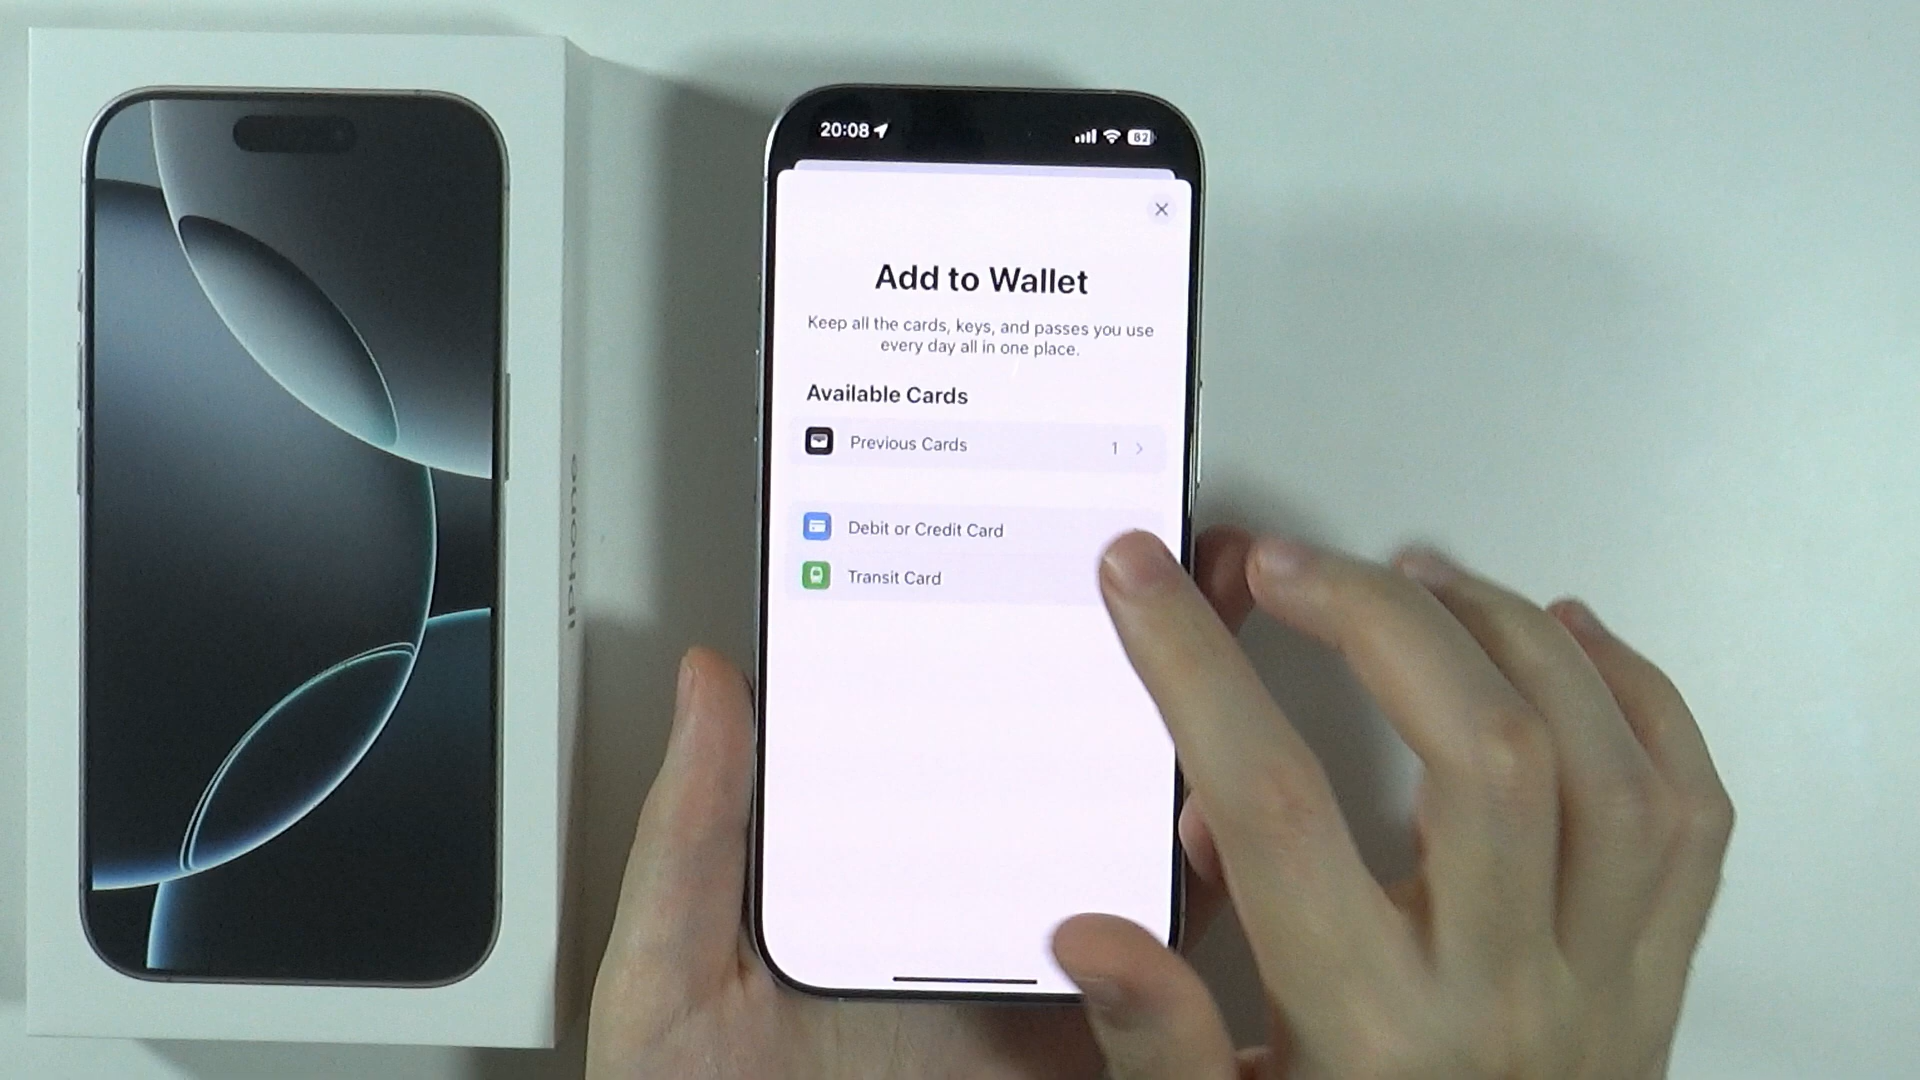 iPhone
20:08
82
Add to Wallet
Keep all the cards, keys, and passes you use
every day all in one place.
Available Cards
Previous Cards 1
Debit or Credit Card
Transit Card